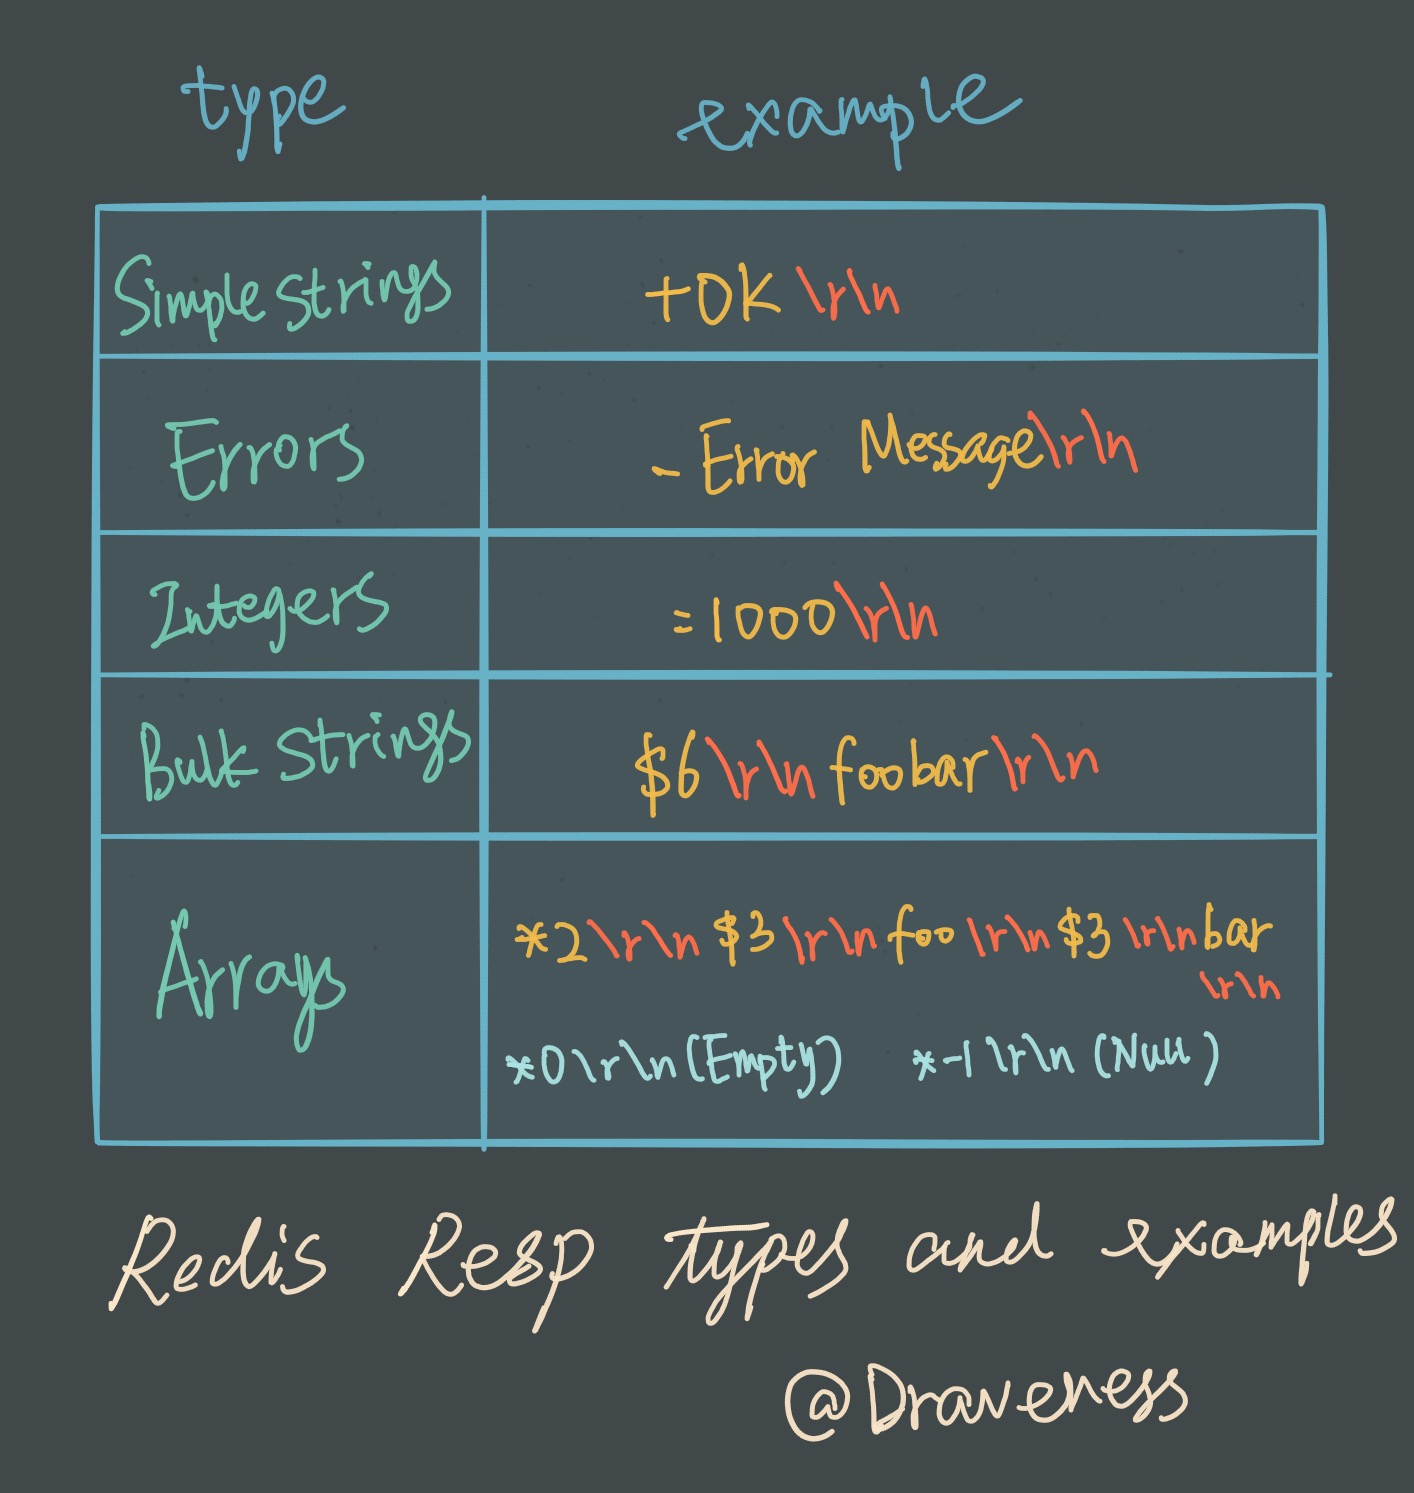 type example
Simple Strings +OK \r\n
Errors - Error Message\r\n
Integers =1000\r\n
Bulk Strings $6\r\n foobar\r\n
Arrays *2\r\n $3\r\n foo \r\n $3 \r\n bar
\r\n
*0\r\n (Empty) *-1\r\n (Null)
Redis Resp types and examples
@Draveness